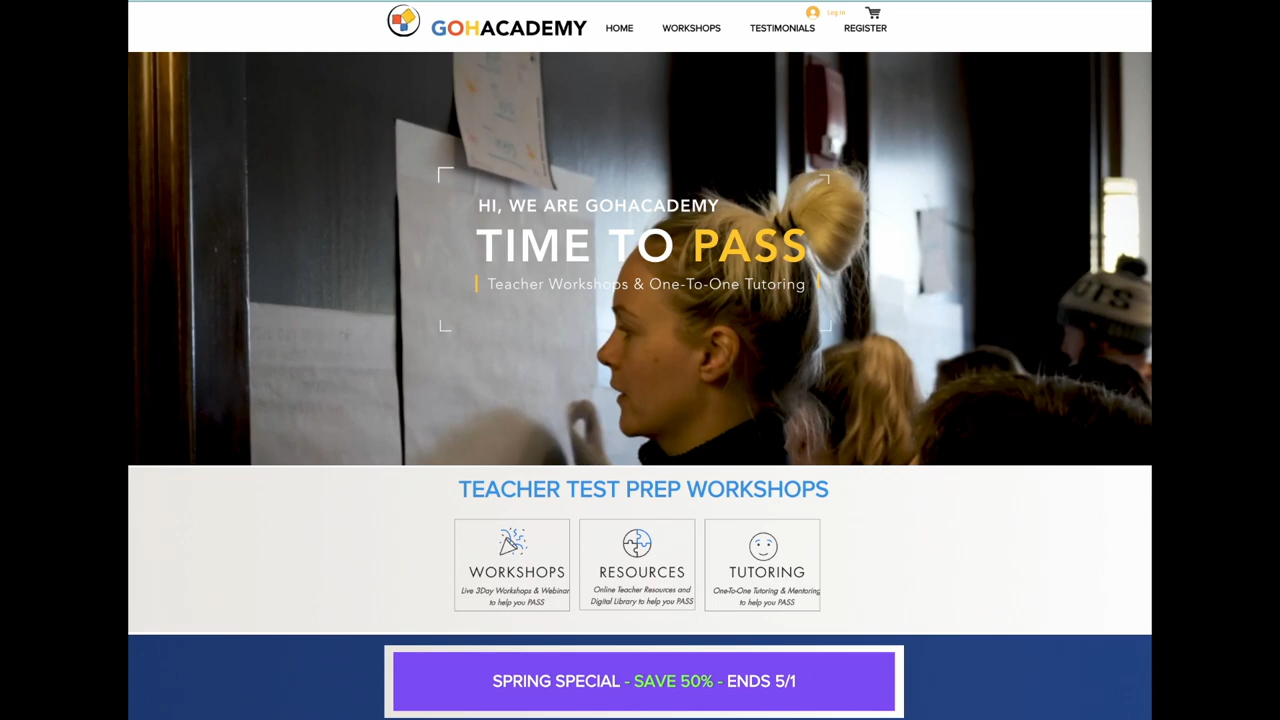 GOHACADEMY
Log In
HOME
WORKSHOPS
TESTIMONIALS
REGISTER
HI, WE ARE GOHACADEMY
TIME TO PASS
Teacher Workshops & One-To-One Tutoring
TEACHER TEST PREP WORKSHOPS
WORKSHOPS
Live 3Day Workshops & Webinar
to help you PASS
RESOURCES
Online Teacher Resources and
Digital Library to help you PASS
TUTORING
One-To-One Tutoring & Mentoring
to help you PASS
SPRING SPECIAL - SAVE 50% - ENDS 5/1